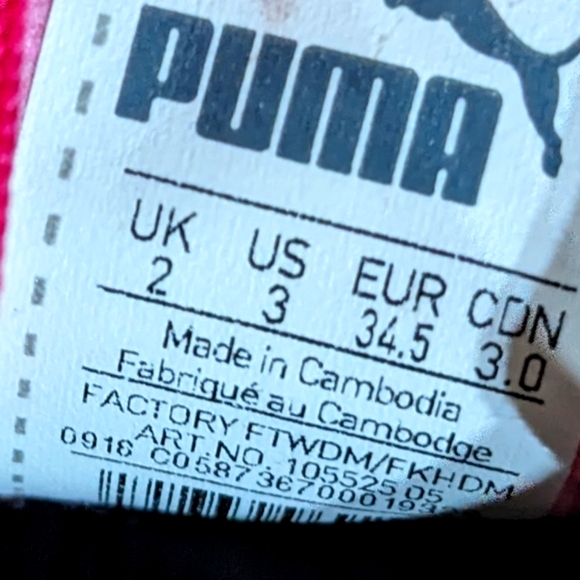 PUMA
UK US EUR CDN
2 3 34.5 3.0
Made in Cambodia
Fabriqué au Cambodge
FACTORY FTWDM/FKHDM
ART.NO. 105525 05
0916